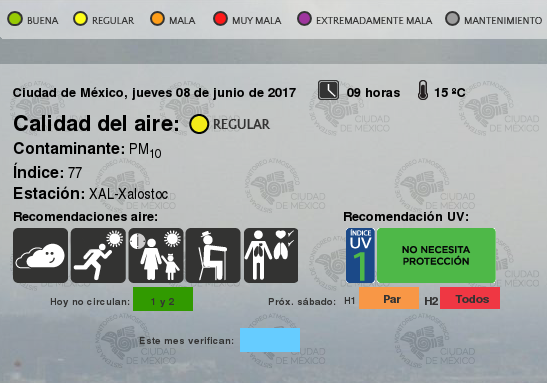 BUENA REGULAR MALA MUY MALA EXTREMADAMENTE MALA MANTENIMIENTO
Ciudad de México, jueves 08 de junio de 2017 09 horas 15 ºC
Calidad del aire: REGULAR
Contaminante: PM10
Índice: 77
Estación: XAL-Xalostoc
Recomendaciones aire: Recomendación UV:
ÍNDICE
UV
1
NO NECESITA
PROTECCIÓN
Hoy no circulan: 1 y 2 Próx. sábado: H1 Par H2 Todos
Este mes verifican:
CIUDAD
DE MÉXICO